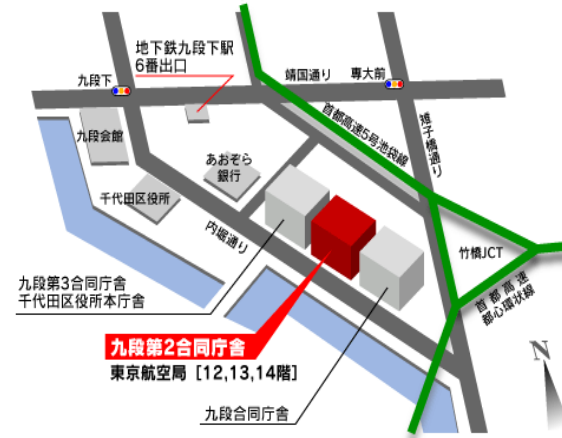 地下鉄九段下駅
6番出口
九段下
靖国通り
専大前
首都高速5号池袋線
雉子橋通り
九段会館
あおぞら
銀行
千代田区役所
内堀通り
竹橋JCT
首都高速
都心環状線
九段第3合同庁舎
千代田区役所本庁舎
九段第2合同庁舎
東京航空局［12,13,14階］
九段合同庁舎
N